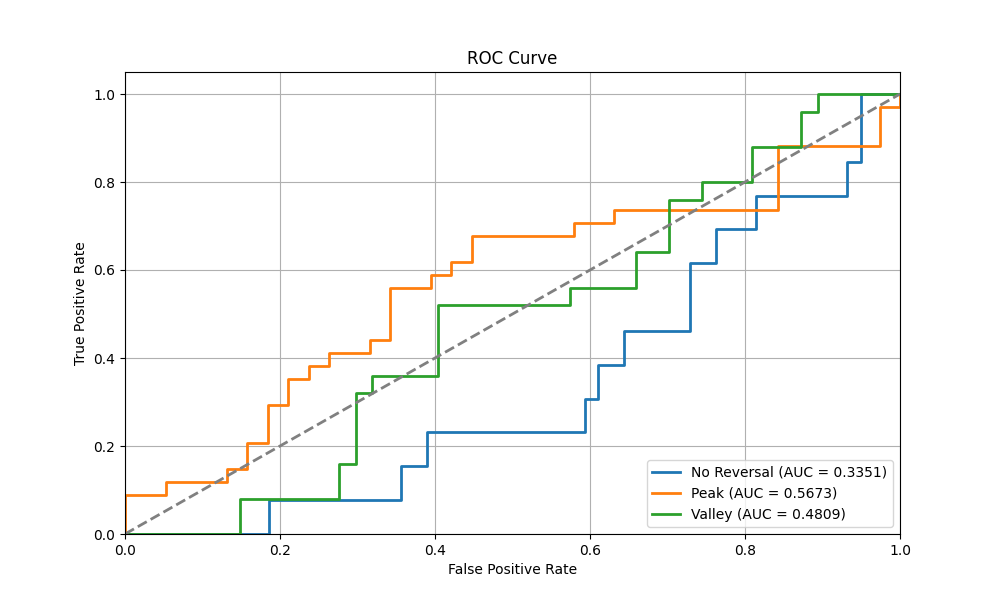 ROC Curve
True Positive Rate
1.0
0.8
0.6
0.4
0.2
0.0
0.0 0.2 0.4 0.6 0.8 1.0
False Positive Rate
No Reversal (AUC = 0.3351)
Peak (AUC = 0.5673)
Valley (AUC = 0.4809)